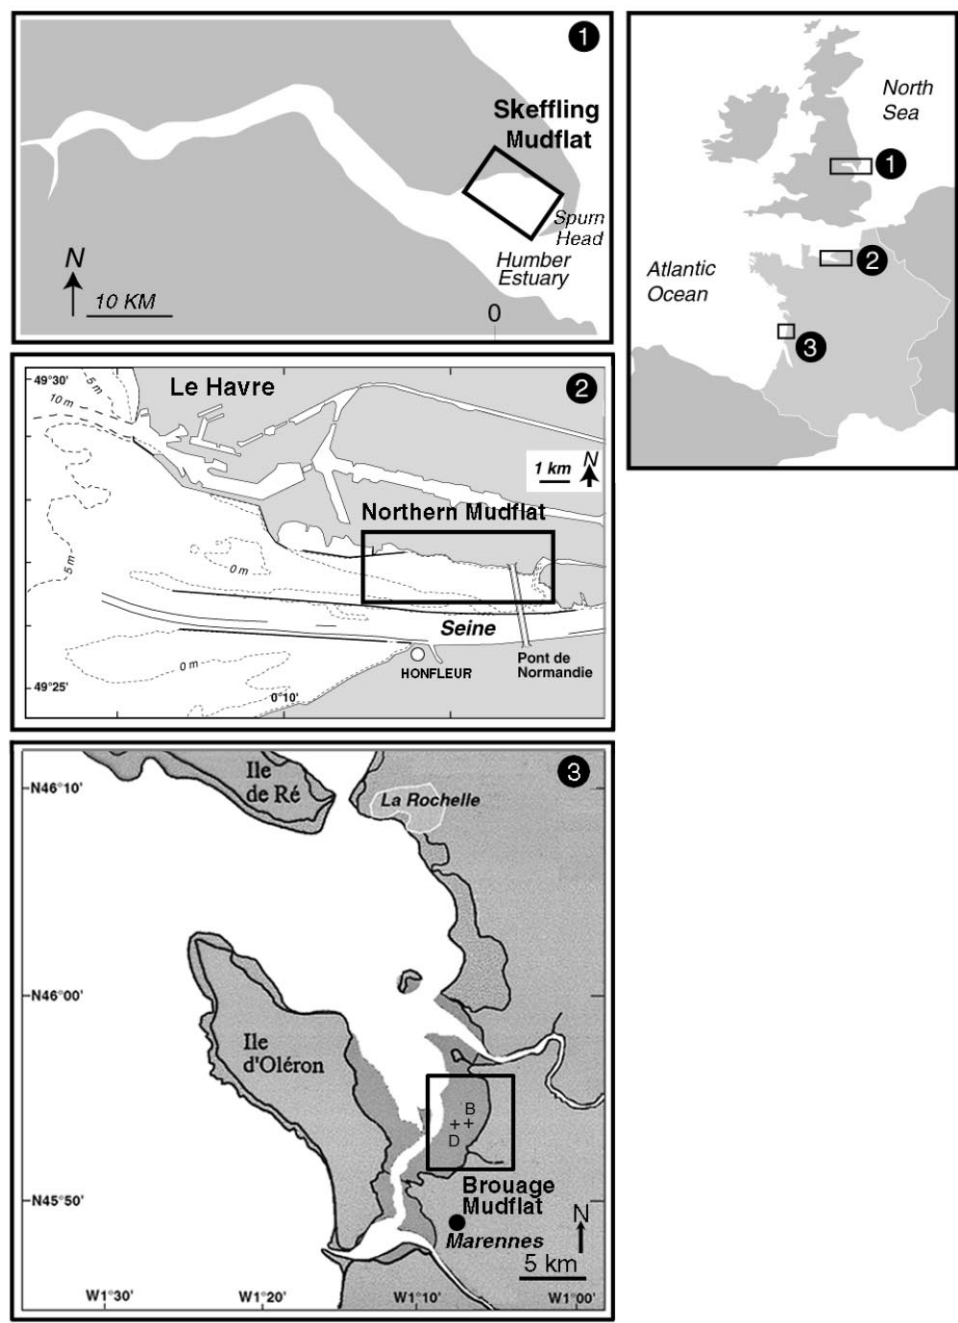 1
Skeffling
Mudflat
Spurn
Head
Humber
Estuary
N
10 KM
0
North
Sea
1
2
Atlantic
Ocean
3
49°30'
5 m
10 m
Le Havre
2
1 km
N
Northern Mudflat
5 m
0 m
Seine
0 m
HONFLEUR
Pont de
Normandie
49°25'
0°10'
3
Ile
de Ré
La Rochelle
N46°10'
N46°00'
Ile
d'Oléron
B
D
Brouage
Mudflat
N45°50'
N
Marennes
5 km
W1°30'
W1°20'
W1°10'
W1°00'